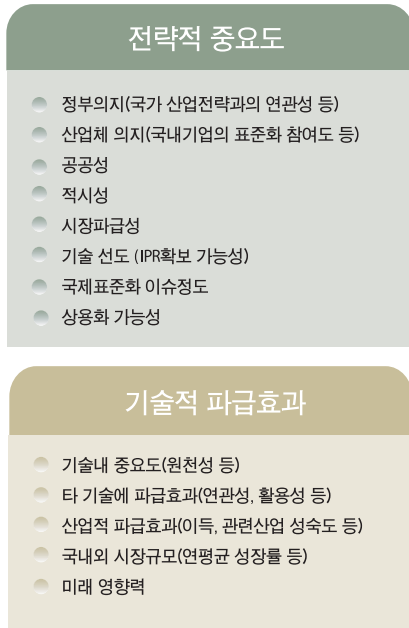 전략적 중요도
정부의지(국가 산업전략과의 연관성 등)
산업체 의지(국내기업의 표준화 참여도 등)
공공성
적시성
시장파급성
기술 선도 (IPR확보 가능성)
국제표준화 이슈정도
상용화 가능성
기술적 파급효과
기술내 중요도(원천성 등)
타 기술에 파급효과(연관성, 활용성 등)
산업적 파급효과(이득, 관련산업 성숙도 등)
국내외 시장규모(연평균 성장률 등)
미래 영향력